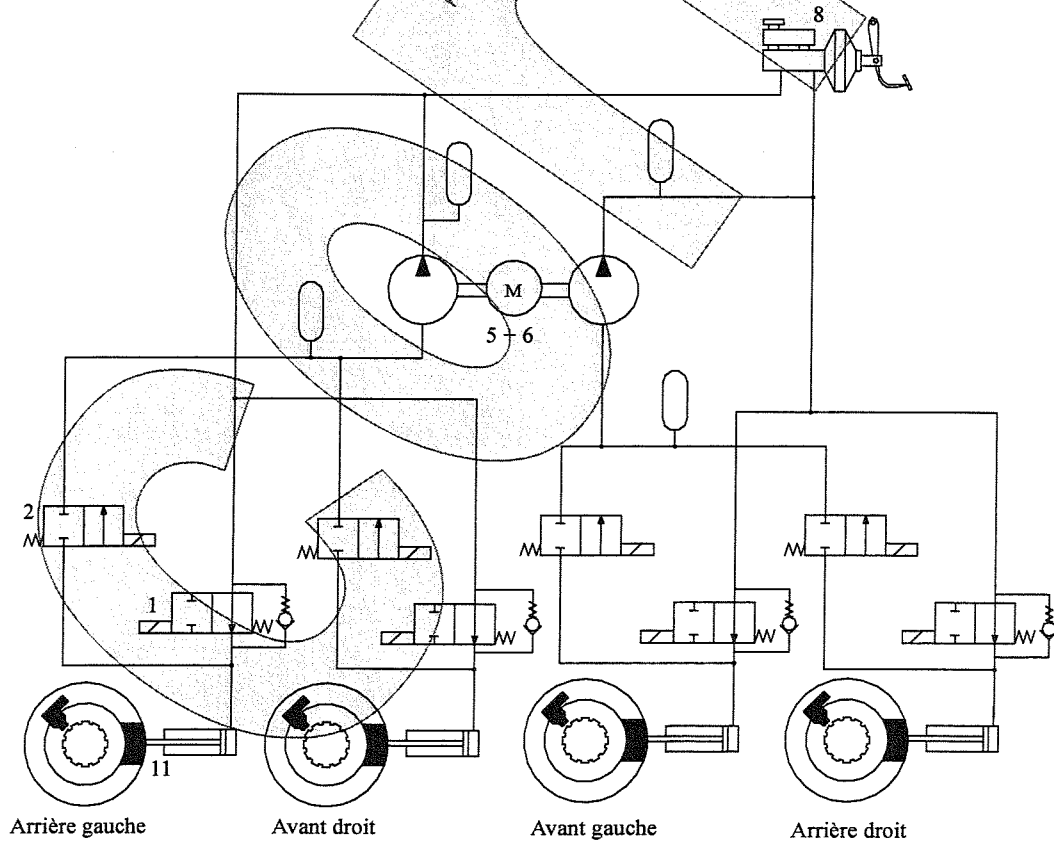 8
M
5 + 6
2
1
11
Arrière gauche
Avant droit
Avant gauche
Arrière droit